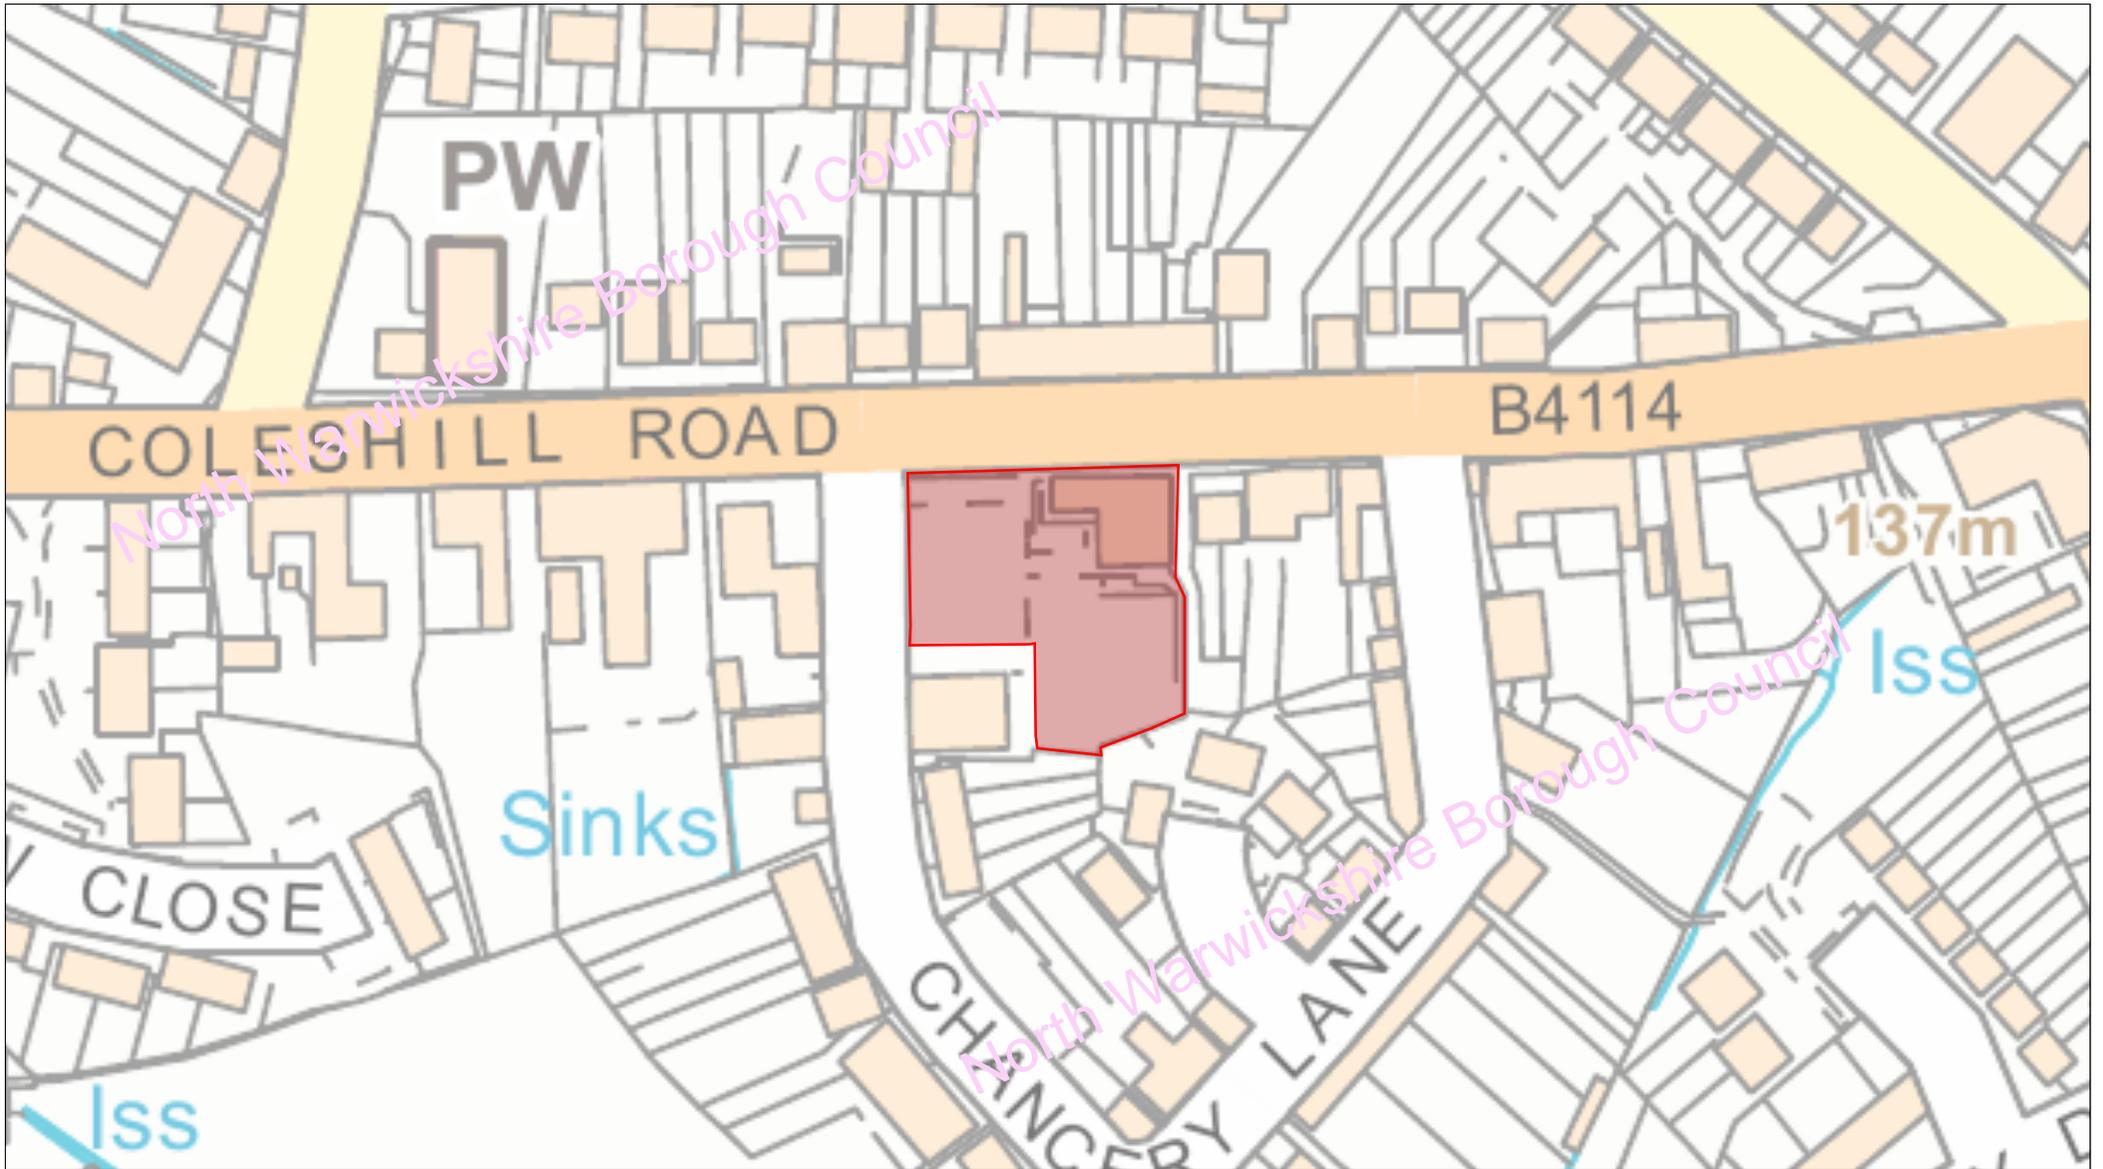 PW
North Warwickshire Borough Council
COLESHILL ROAD
B4114
137m
Iss
Sinks
CLOSE
North Warwickshire Borough Council
CHANCERY LANE
Iss